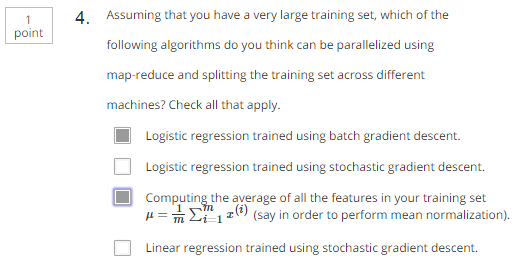 1
point
4.
Assuming that you have a very large training set, which of the
following algorithms do you think can be parallelized using
map-reduce and splitting the training set across different
machines? Check all that apply.
Logistic regression trained using batch gradient descent.
Logistic regression trained using stochastic gradient descent.
Computing the average of all the features in your training set
μ = 1/m ∑_{i=1}^{m} x^{(i)} (say in order to perform mean normalization).
Linear regression trained using stochastic gradient descent.